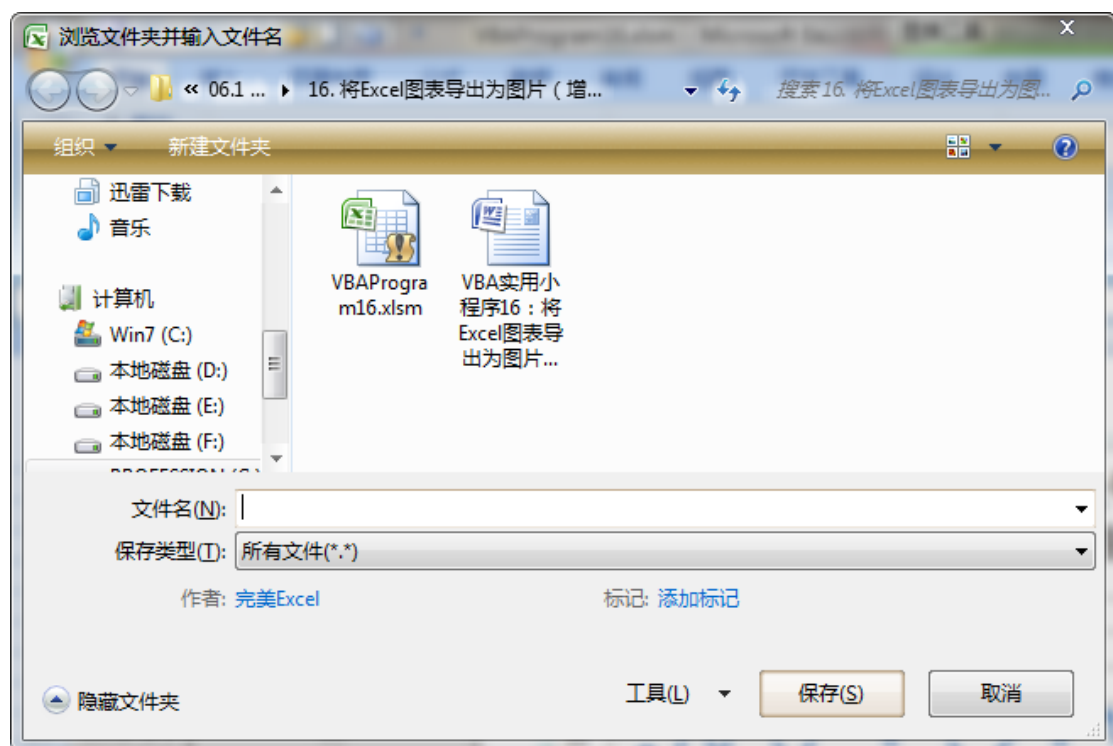 浏览文件夹并输入文件名
« 06.1 ... ▸ 16. 将Excel图表导出为图片（增...
搜索 16. 将Excel图表导出为图...
组织
新建文件夹
迅雷下载
音乐
计算机
Win7 (C:)
本地磁盘 (D:)
本地磁盘 (E:)
本地磁盘 (F:)
VBAProgra
m16.xlsm
VBA实用小
程序16：将
Excel图表导
出为图片...
文件名(N):
保存类型(T): 所有文件(*.*)
作者: 完美Excel
标记: 添加标记
隐藏文件夹
工具(L)
保存(S)
取消